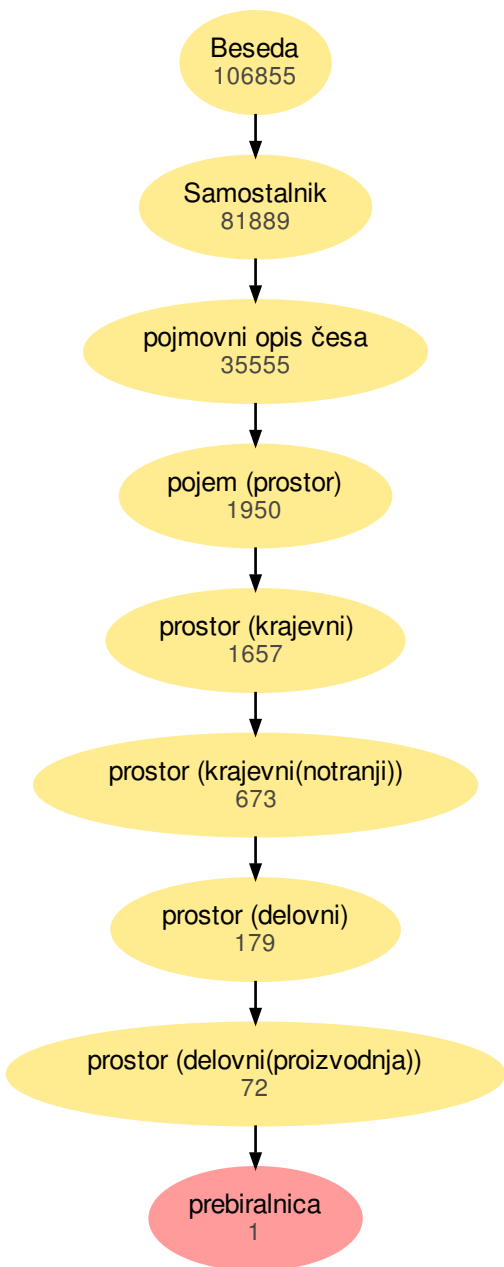 Beseda
106855
Samostalnik
81889
pojmovni opis česa
35555
pojem (prostor)
1950
prostor (krajevni)
1657
prostor (krajevni(notranji))
673
prostor (delovni)
179
prostor (delovni(proizvodnja))
72
prebiralnica
1